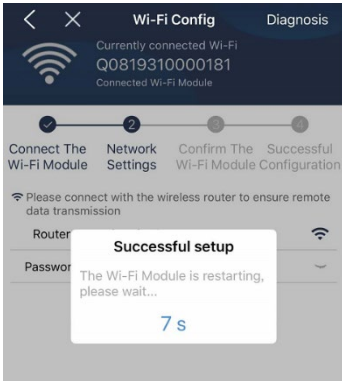 Wi-Fi Config
Diagnosis
Currently connected Wi-Fi
Q0819310000181
Connected Wi-Fi Module
2
3
4
Connect The Wi-Fi Module
Network Settings
Confirm The Wi-Fi Module
Successful Configuration
Please connect with the wireless router to ensure remote
data transmission
Router
Passwor
Successful setup
The Wi-Fi Module is restarting,
please wait...
7 s